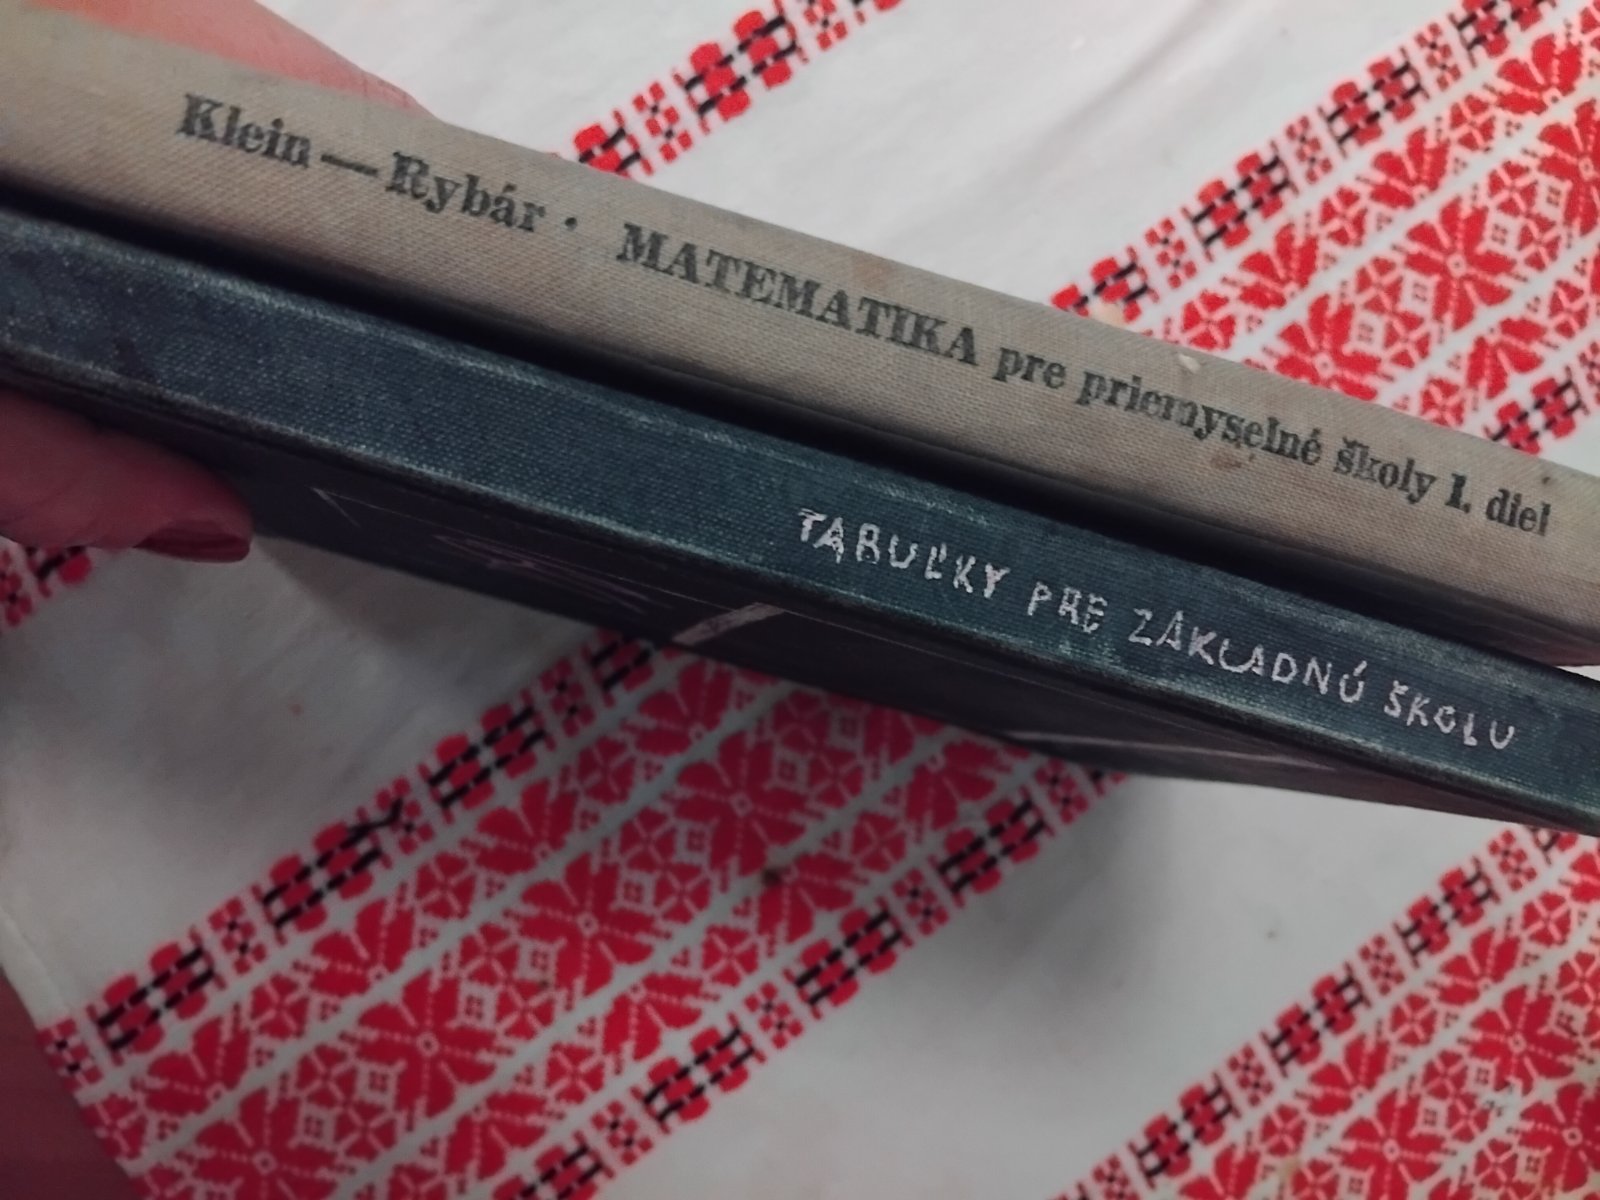 Klein — Rybár · MATEMATIKA pre priemyselné školy I. diel
TABUĽKY PRE ZÁKLADNÚ ŠKOLU